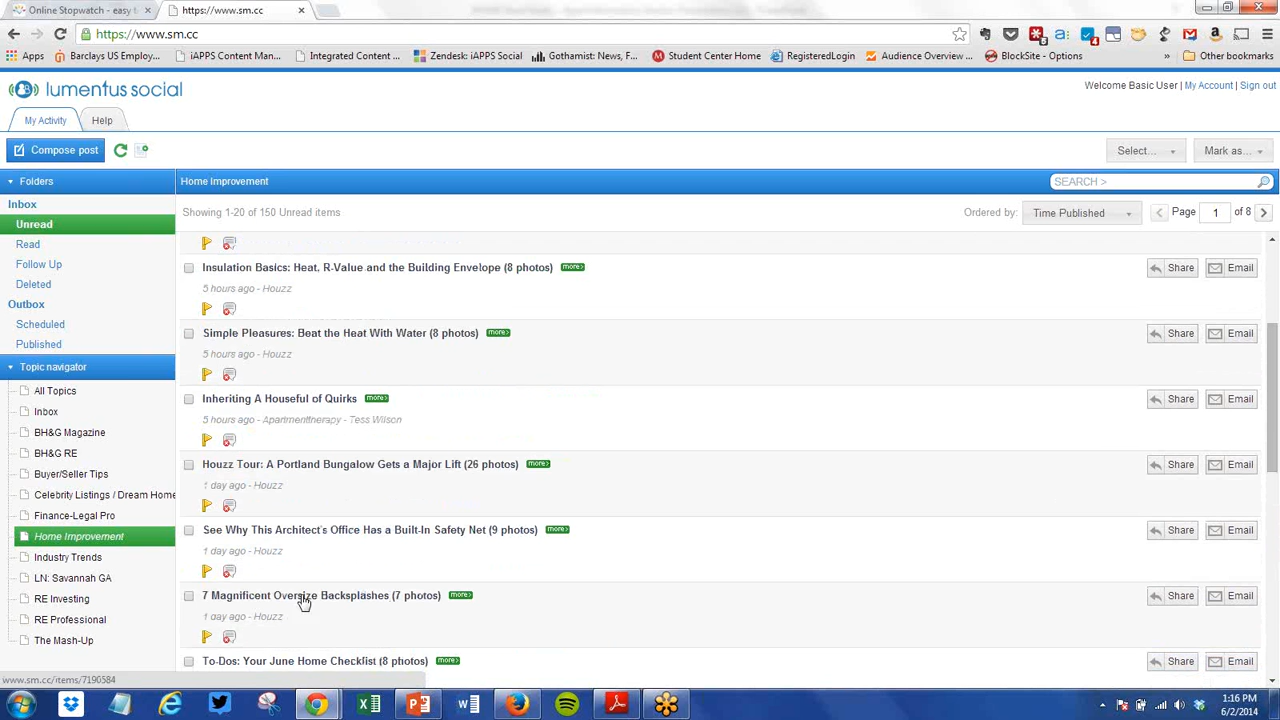 Online Stopwatch - easy t
https://www.sm.cc
https://www.sm.cc
Apps Barclays US Employ... iAPPS Content Man... Integrated Content ... Zendesk: iAPPS Social Gothamist: News, F... Student Center Home RegisteredLogin Audience Overview ... BlockSite - Options » Other bookmarks
lumentus social
Welcome Basic User | My Account | Sign out
My Activity Help
Compose post Select... Mark as...
Folders Home Improvement SEARCH >
Inbox
Showing 1-20 of 150 Unread items Ordered by: Time Published Page 1 of 8
Unread
Read
Follow Up
Deleted
Outbox
Scheduled
Published
Topic navigator
All Topics
Inbox
BH&G Magazine
BH&G RE
Buyer/Seller Tips
Celebrity Listings / Dream Home
Finance-Legal Pro
Home Improvement
Industry Trends
LN: Savannah GA
RE Investing
RE Professional
The Mash-Up
Insulation Basics: Heat, R-Value and the Building Envelope (8 photos) more> Share Email
5 hours ago - Houzz
Simple Pleasures: Beat the Heat With Water (8 photos) more> Share Email
5 hours ago - Houzz
Inheriting A Houseful of Quirks more> Share Email
5 hours ago - Apartmenttherapy - Tess Wilson
Houzz Tour: A Portland Bungalow Gets a Major Lift (26 photos) more> Share Email
1 day ago - Houzz
See Why This Architect's Office Has a Built-In Safety Net (9 photos) more> Share Email
1 day ago - Houzz
7 Magnificent Oversize Backsplashes (7 photos) more> Share Email
1 day ago - Houzz
To-Dos: Your June Home Checklist (8 photos) more> Share Email
www.sm.cc/items/7190584
1:16 PM
6/2/2014